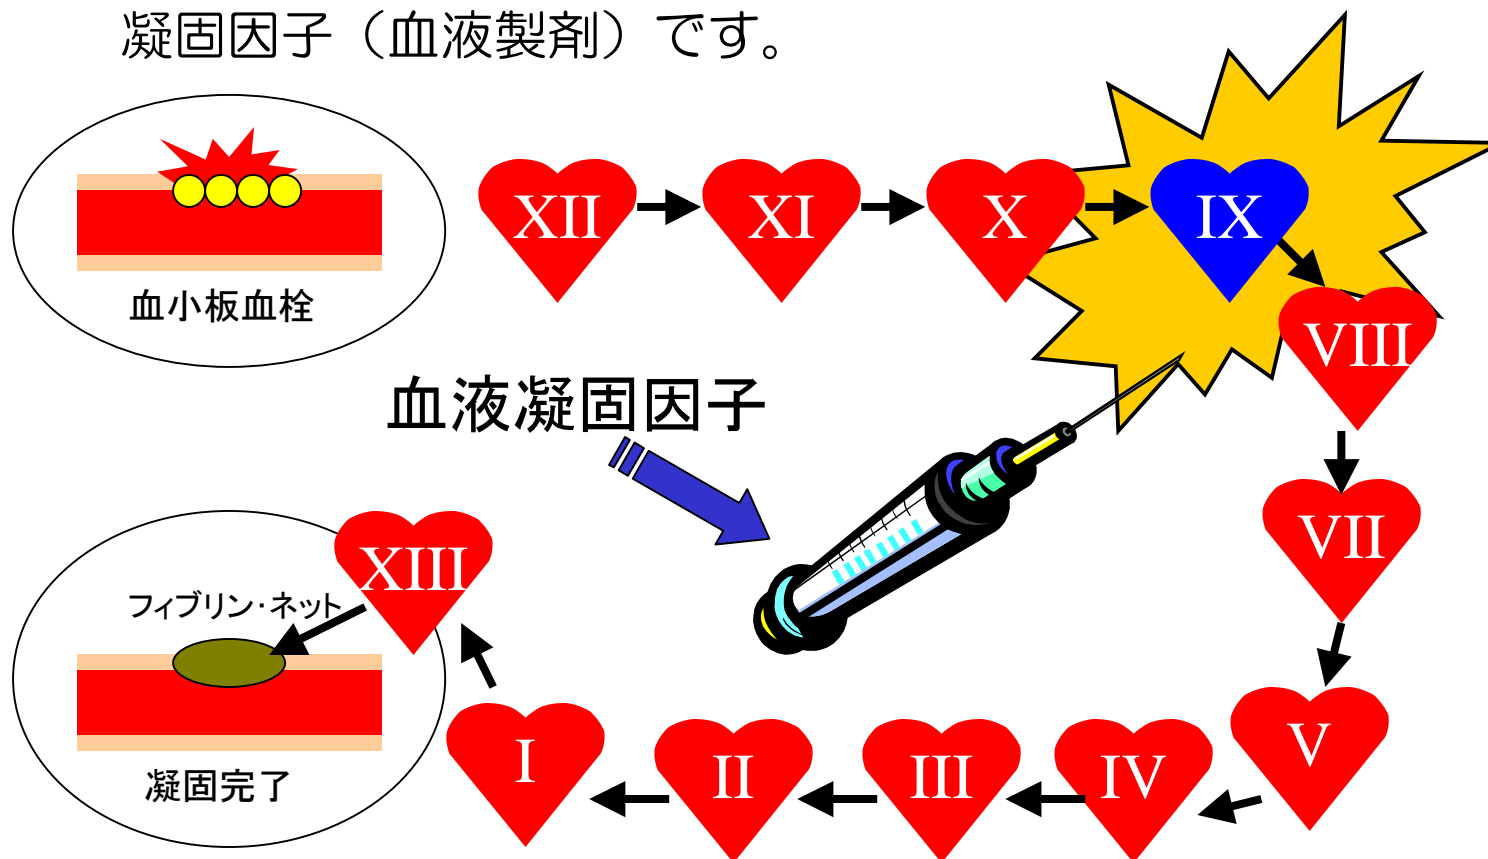 凝固因子（血液製剤）です。
XII
XI
X
IX
VIII
血小板血栓
血液凝固因子
VII
XIII
フィブリン・ネット
凝固完了
I
II
III
IV
V